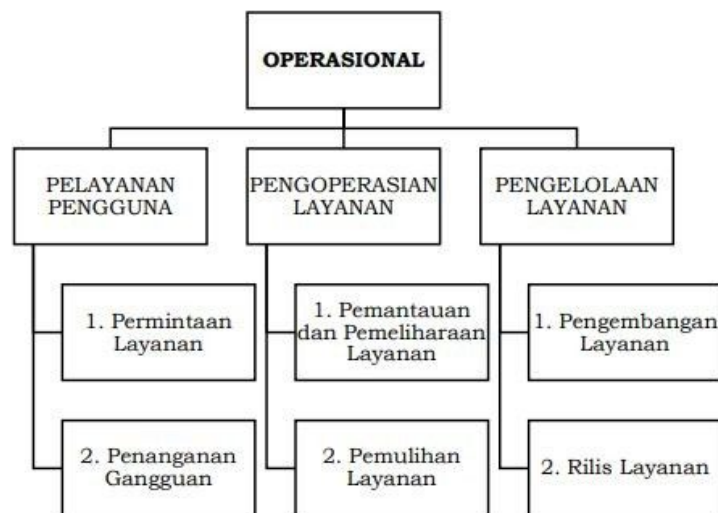 OPERASIONAL
PELAYANAN
PENGGUNA
1. Permintaan
Layanan
2. Penanganan
Gangguan
PENGOPERASIAN
LAYANAN
1. Pemantauan
dan Pemeliharaan
Layanan
2. Pemulihan
Layanan
PENGELOLAAN
LAYANAN
1. Pengembangan
Layanan
2. Rilis Layanan